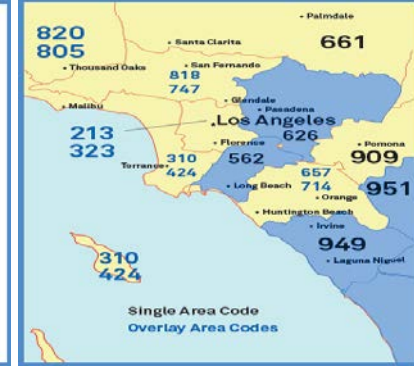 Palmdale
820
805
Santa Clarita
661
Thousand Oaks
San Fernando
818
747
Malibu
Glendale
Pasadena
Los Angeles
213
323
626
Florence
Pomona
Torrance
310
424
562
909
657
714
951
Long Beach
Orange
Huntington Beach
Irvine
949
310
424
Laguna Niguel
Single Area Code
Overlay Area Codes